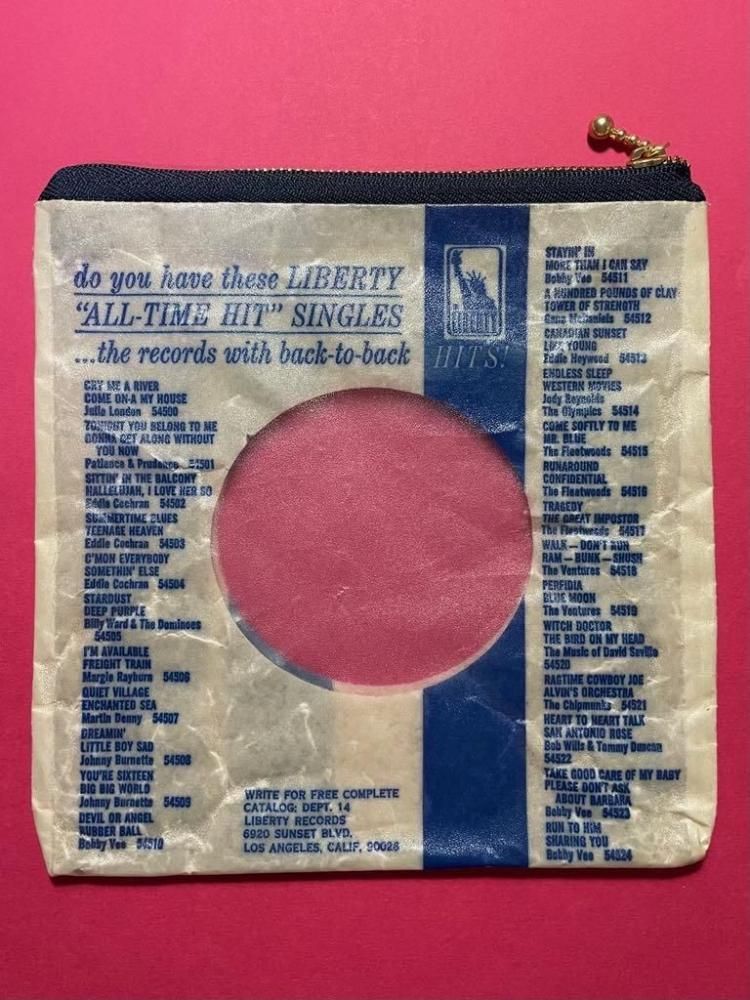 do you have these LIBERTY
"ALL-TIME HIT" SINGLES
...the records with back-to-back HITS!
LIBERTY
CRY ME A RIVER
COME ON-A MY HOUSE
Julie London 54500
TONIGHT YOU BELONG TO ME
GONNA GET ALONG WITHOUT
YOU NOW
Patience & Prudence 54501
SITTIN' IN THE BALCONY
HALLELUJAH, I LOVE HER SO
Eddie Cochran 54502
SUMMERTIME BLUES
TEENAGE HEAVEN
Eddie Cochran 54503
C'MON EVERYBODY
SOMETHIN' ELSE
Eddie Cochran 54504
STARDUST
DEEP PURPLE
Billy Ward & The Dominoes
54505
I'M AVAILABLE
FREIGHT TRAIN
Margie Rayburn 54506
QUIET VILLAGE
ENCHANTED SEA
Martin Denny 54507
DREAMIN'
LITTLE BOY SAD
Johnny Burnette 54508
YOU'RE SIXTEEN
BIG BIG WORLD
Johnny Burnette 54509
DEVIL OR ANGEL
RUBBER BALL
Bobby Vee 54510
WRITE FOR FREE COMPLETE
CATALOG: DEPT. 14
LIBERTY RECORDS
6920 SUNSET BLVD.
LOS ANGELES, CALIF. 90028
STAYIN' IN
MORE THAN I CAN SAY
Bobby Vee 54511
A HUNDRED POUNDS OF CLAY
TOWER OF STRENGTH
Gene McDaniels 54512
CANADIAN SUNSET
LIKE YOUNG
Eddie Heywood 54513
ENDLESS SLEEP
WESTERN MOVIES
Jody Reynolds
The Olympics 54514
COME SOFTLY TO ME
MR. BLUE
The Fleetwoods 54515
RUNAROUND
CONFIDENTIAL
The Fleetwoods 54516
TRAGEDY
THE GREAT IMPOSTOR
The Fleetwoods 54517
WALK—DON'T RUN
RAM—BUNK—SHUSH
The Ventures 54518
PERFIDIA
BLUE MOON
The Ventures 54519
WITCH DOCTOR
THE BIRD ON MY HEAD
The Music of David Seville
54520
RAGTIME COWBOY JOE
ALVIN'S ORCHESTRA
The Chipmunks 54521
HEART TO HEART TALK
SAN ANTONIO ROSE
Bob Wills & Tommy Duncan
54522
TAKE GOOD CARE OF MY BABY
PLEASE DON'T ASK
ABOUT BARBARA
Bobby Vee 54523
RUN TO HIM
SHARING YOU
Bobby Vee 54524